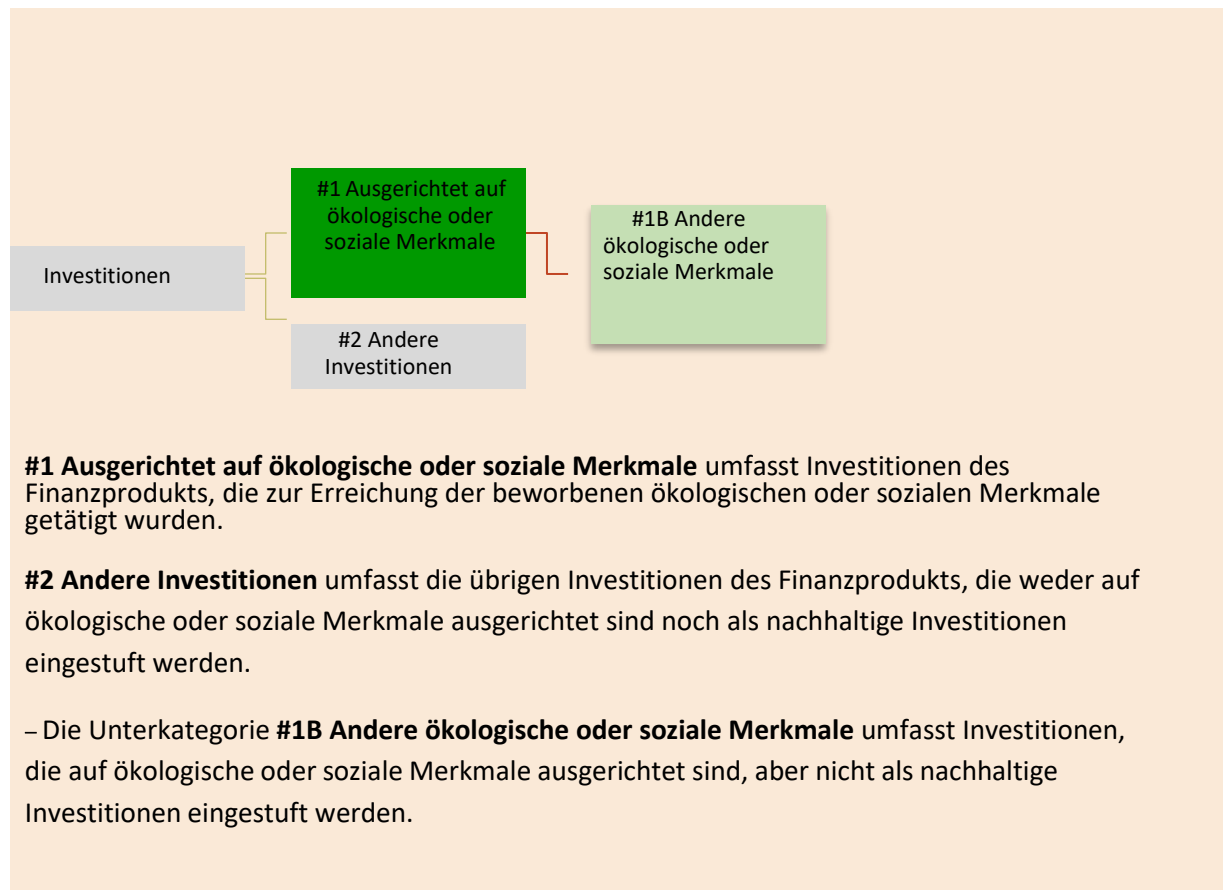 #1 Ausgerichtet auf
ökologische oder
soziale Merkmale
#1B Andere
ökologische oder
soziale Merkmale
Investitionen
#2 Andere
Investitionen
#1 Ausgerichtet auf ökologische oder soziale Merkmale umfasst Investitionen des
Finanzprodukts, die zur Erreichung der beworbenen ökologischen oder sozialen Merkmale
getätigt wurden.
#2 Andere Investitionen umfasst die übrigen Investitionen des Finanzprodukts, die weder auf
ökologische oder soziale Merkmale ausgerichtet sind noch als nachhaltige Investitionen
eingestuft werden.
– Die Unterkategorie #1B Andere ökologische oder soziale Merkmale umfasst Investitionen,
die auf ökologische oder soziale Merkmale ausgerichtet sind, aber nicht als nachhaltige
Investitionen eingestuft werden.